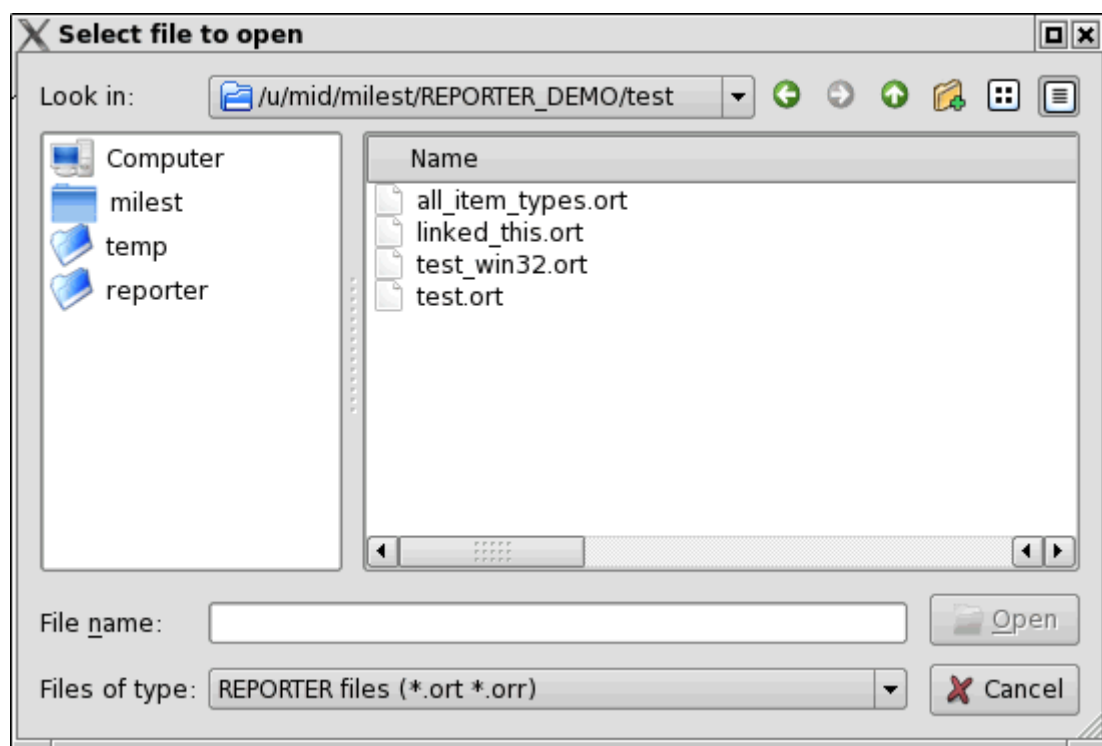 Select file to open
Look in: /u/mid/milest/REPORTER_DEMO/test
Computer
milest
temp
reporter
Name
all_item_types.ort
linked_this.ort
test_win32.ort
test.ort
File name: Open
Files of type: REPORTER files (*.ort *.orr) Cancel